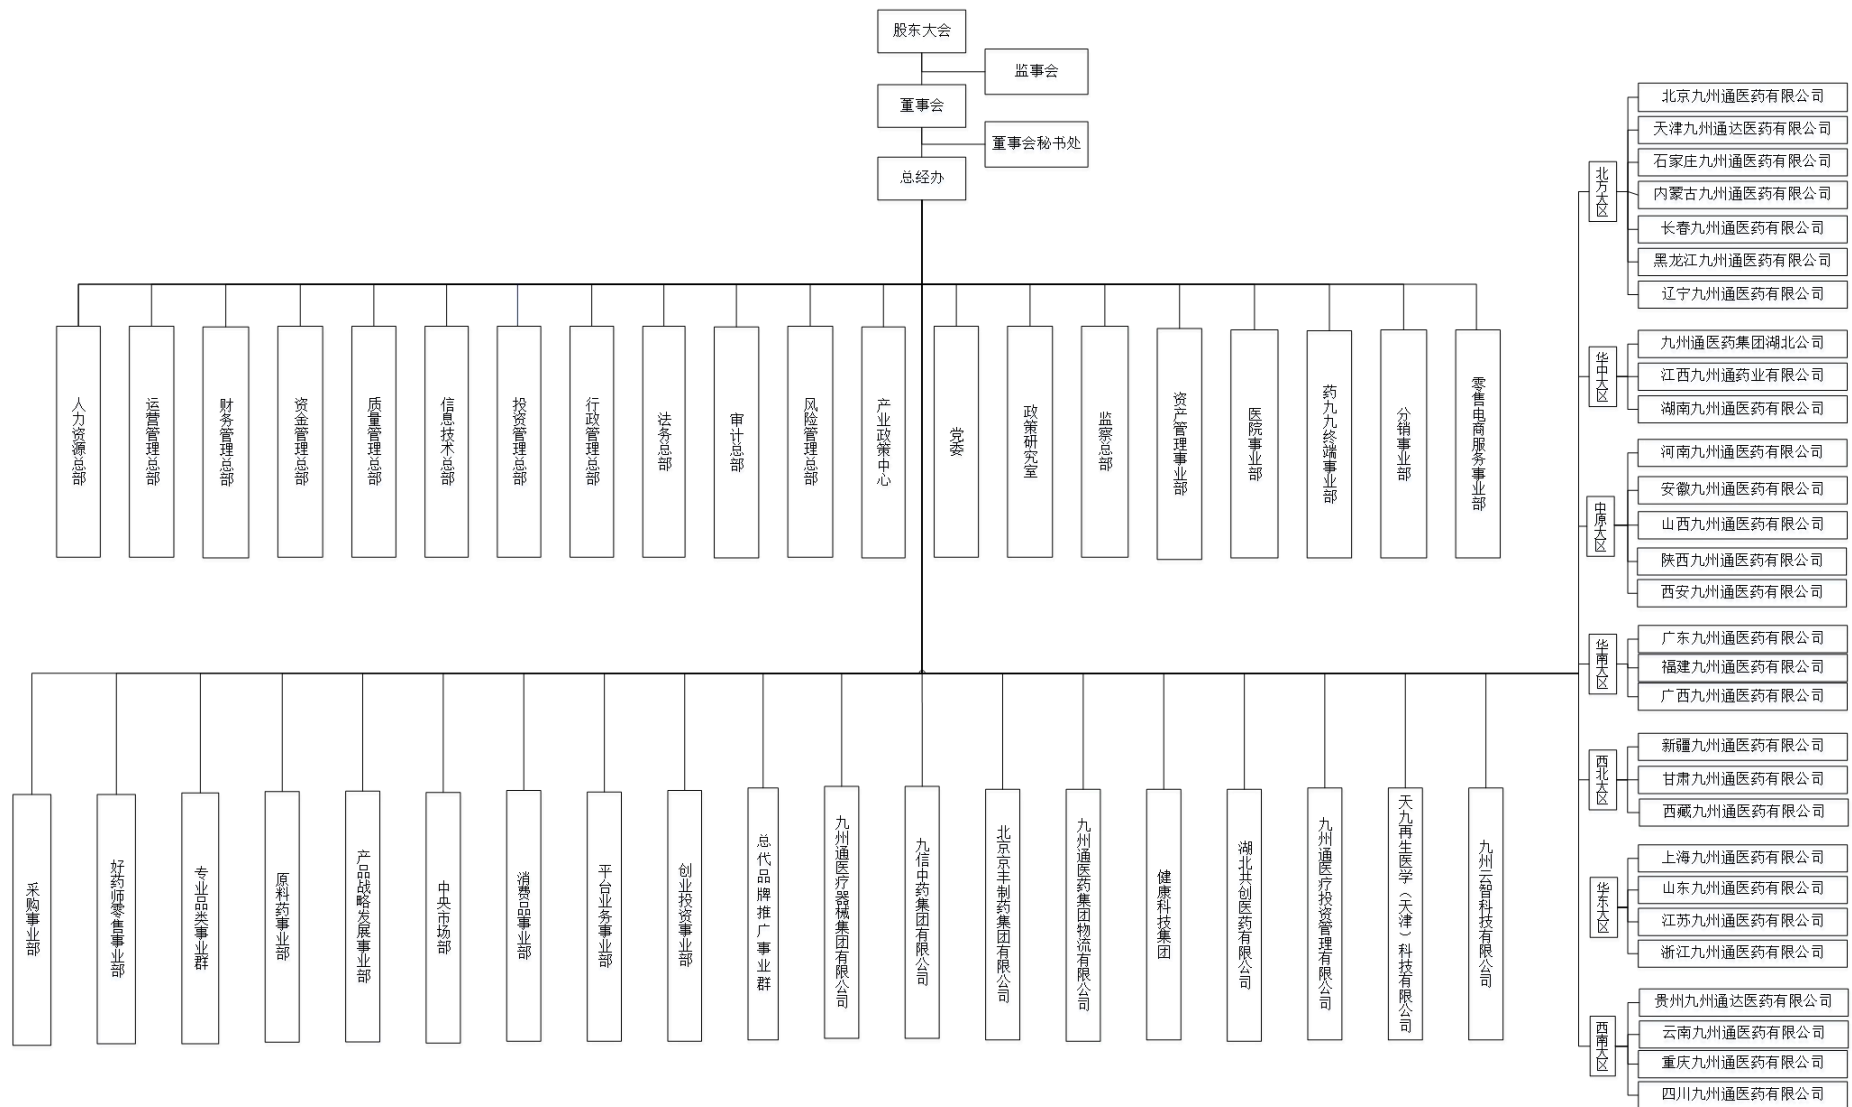 股东大会
监事会
董事会
董事会秘书处
总经办
人力资源总部
运营管理总部
财务管理总部
资金管理总部
质量管理总部
信息技术总部
投资管理总部
行政管理总部
法务总部
审计总部
风险管理总部
产业政策中心
党委
政策研究室
监察总部
资产管理事业部
医院事业部
药九九终端事业部
分销事业部
零售电商服务事业部
采购事业部
好药师零售事业部
专业品类事业群
原料药事业部
产品战略发展事业部
中央市场部
消费品事业部
平台业务事业部
创业投资事业部
总代品牌推广事业群
九州通医疗器械集团有限公司
九信中药集团有限公司
北京京丰制药集团有限公司
九州通医药集团物流有限公司
健康科技集团
湖北共创医药有限公司
九州通医疗投资管理有限公司
天九再生医学（天津）科技有限公司
九州云智科技有限公司
北方大区
北京九州通医药有限公司
天津九州通达医药有限公司
石家庄九州通医药有限公司
内蒙古九州通医药有限公司
长春九州通医药有限公司
黑龙江九州通医药有限公司
辽宁九州通医药有限公司
华中大区
九州通医药集团湖北公司
江西九州通药业有限公司
湖南九州通医药有限公司
中原大区
河南九州通医药有限公司
安徽九州通医药有限公司
山西九州通医药有限公司
陕西九州通医药有限公司
西安九州通医药有限公司
华南大区
广东九州通医药有限公司
福建九州通医药有限公司
广西九州通医药有限公司
西北大区
新疆九州通医药有限公司
甘肃九州通医药有限公司
西藏九州通医药有限公司
华东大区
上海九州通医药有限公司
山东九州通医药有限公司
江苏九州通医药有限公司
浙江九州通医药有限公司
西南大区
贵州九州通达医药有限公司
云南九州通医药有限公司
重庆九州通医药有限公司
四川九州通医药有限公司